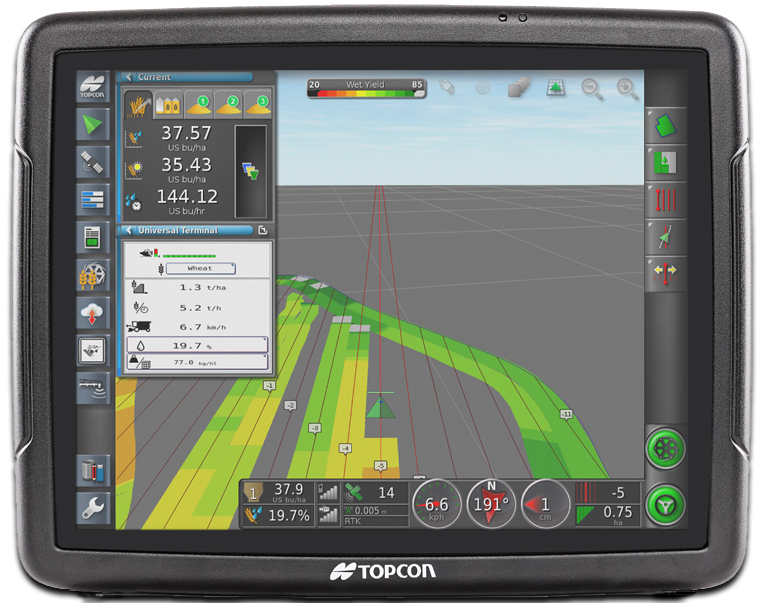 TOPCON
Current
1
2
3
37.57
US bu/ha
35.43
US bu/ha
144.12
US bu/hr
Universal Terminal
Wheat
1.3 t/ha
5.2 t/h
6.7 km/h
19.7 %
77.0 kg/hl
20 Wet Yield 85
-1
-2
-3
-4
-5
-11
1
37.9
US bu/ha
19.7%
14
0.005 m
RTK
6.6
kph
N
191°
1
cm
-5
0.75
ha
TOPCON